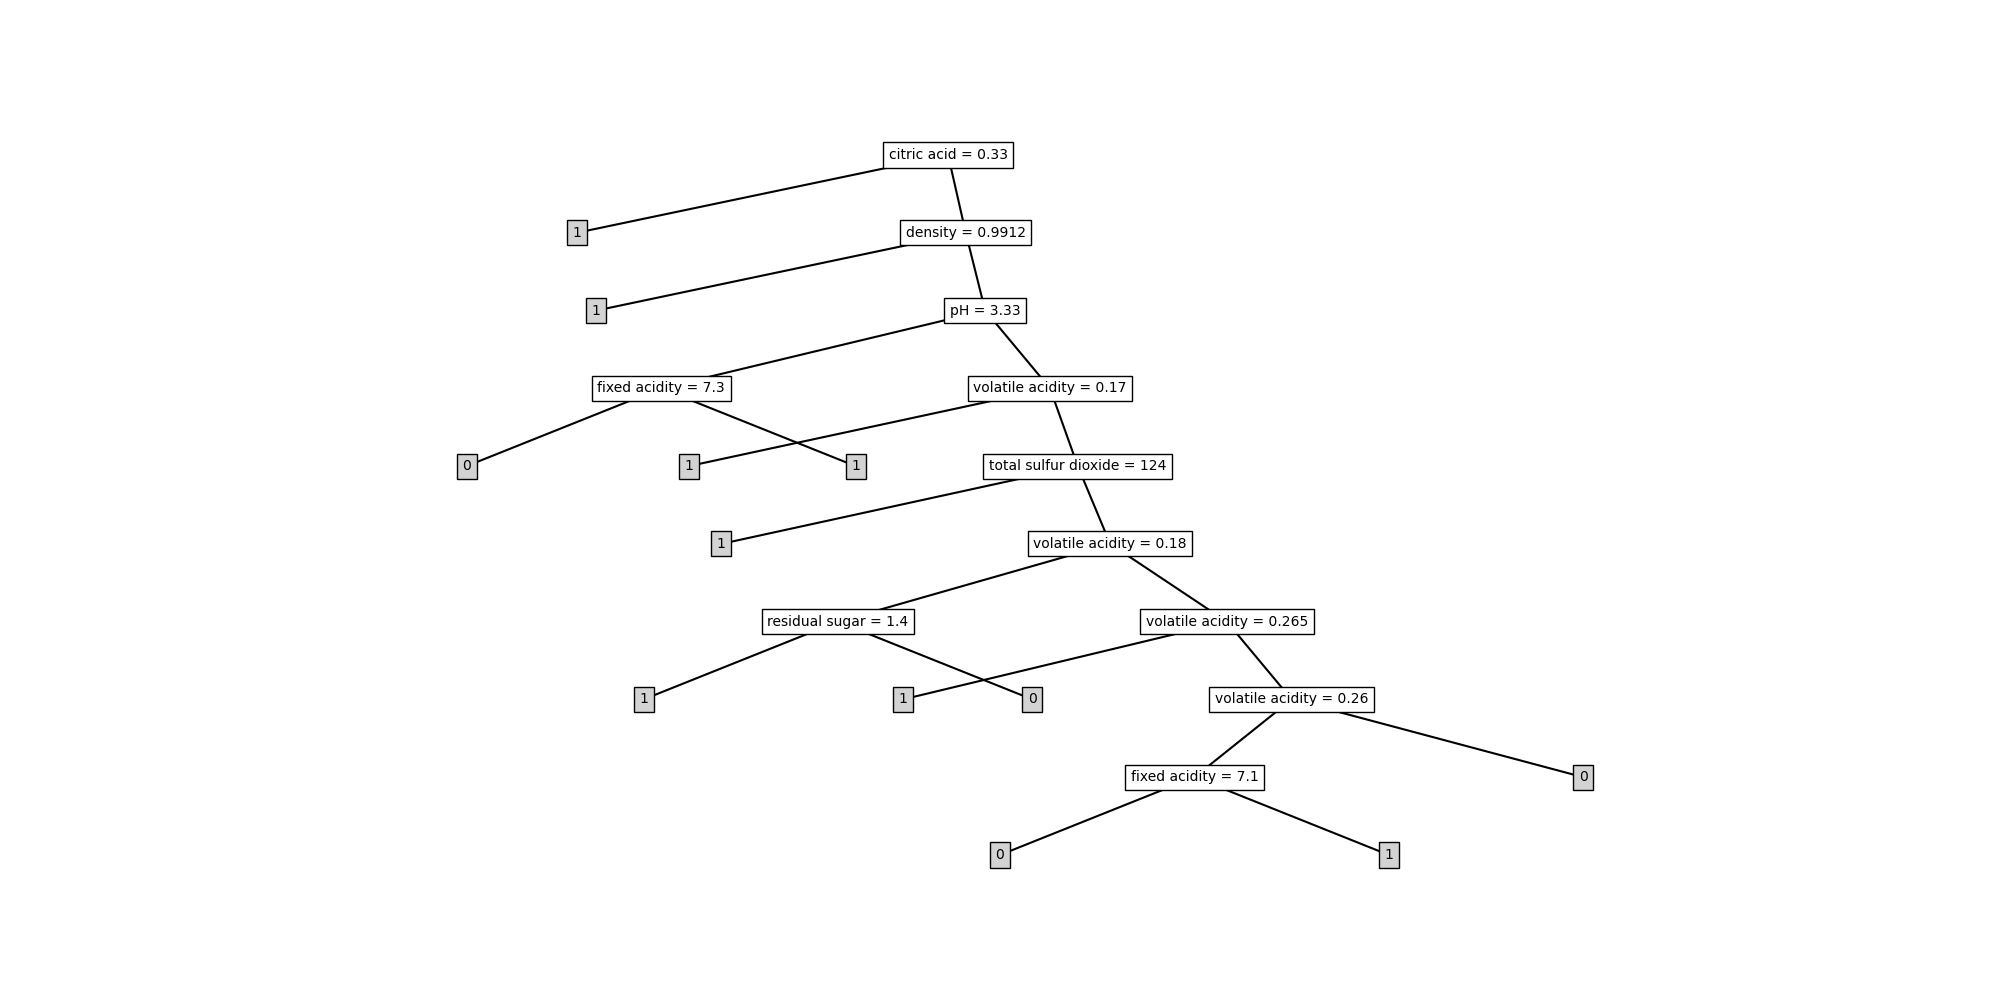 citric acid = 0.33
1
density = 0.9912
1
pH = 3.33
fixed acidity = 7.3
volatile acidity = 0.17
0
1
1
total sulfur dioxide = 124
1
volatile acidity = 0.18
residual sugar = 1.4
volatile acidity = 0.265
1
1
0
volatile acidity = 0.26
fixed acidity = 7.1
0
0
1